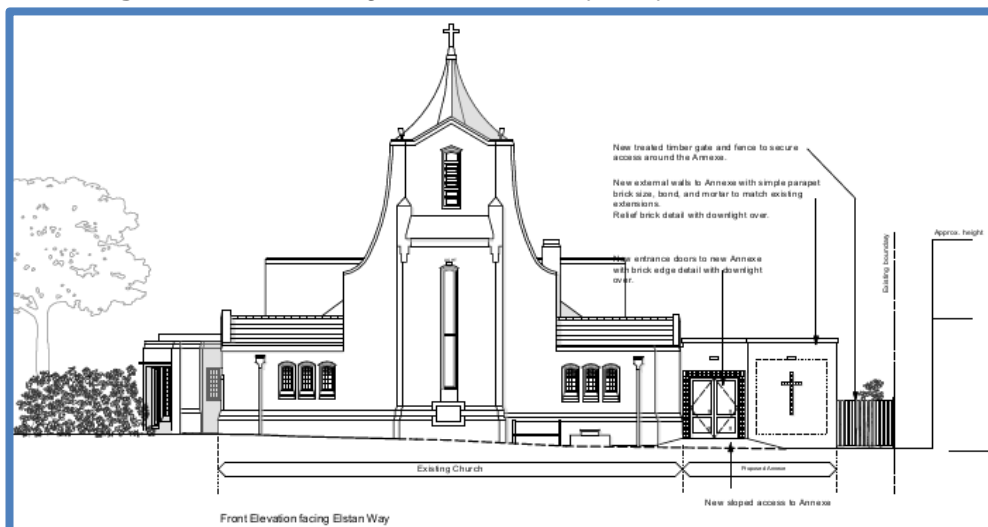 New treated timber gate and fence to secure
access around the Annexe.
New external walls to Annexe with simple parapet
brick size, bond, and mortar to match existing
extensions.
Relief brick detail with downlight over.
New entrance doors to new Annexe
with brick edge detail with downlight
over.
Approx. height
Existing boundary
Existing Church
Proposed Annexe
New sloped access to Annexe
Front Elevation facing Elstan Way